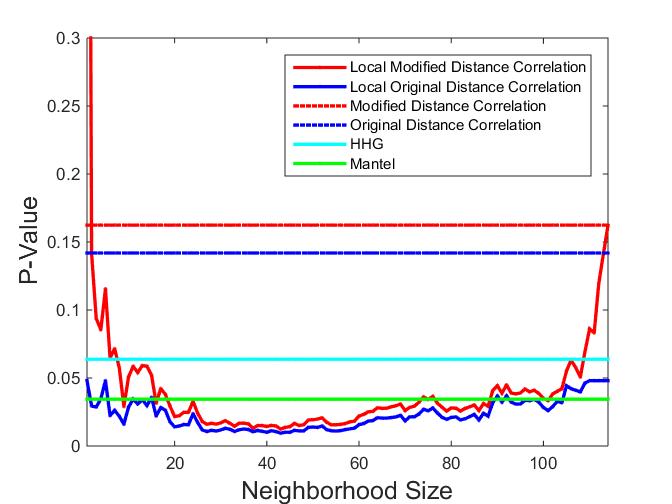 0.3
0.25
0.2
0.15
0.1
0.05
0
P-Value
Local Modified Distance Correlation
Local Original Distance Correlation
Modified Distance Correlation
Original Distance Correlation
HHG
Mantel
20 40 60 80 100
Neighborhood Size